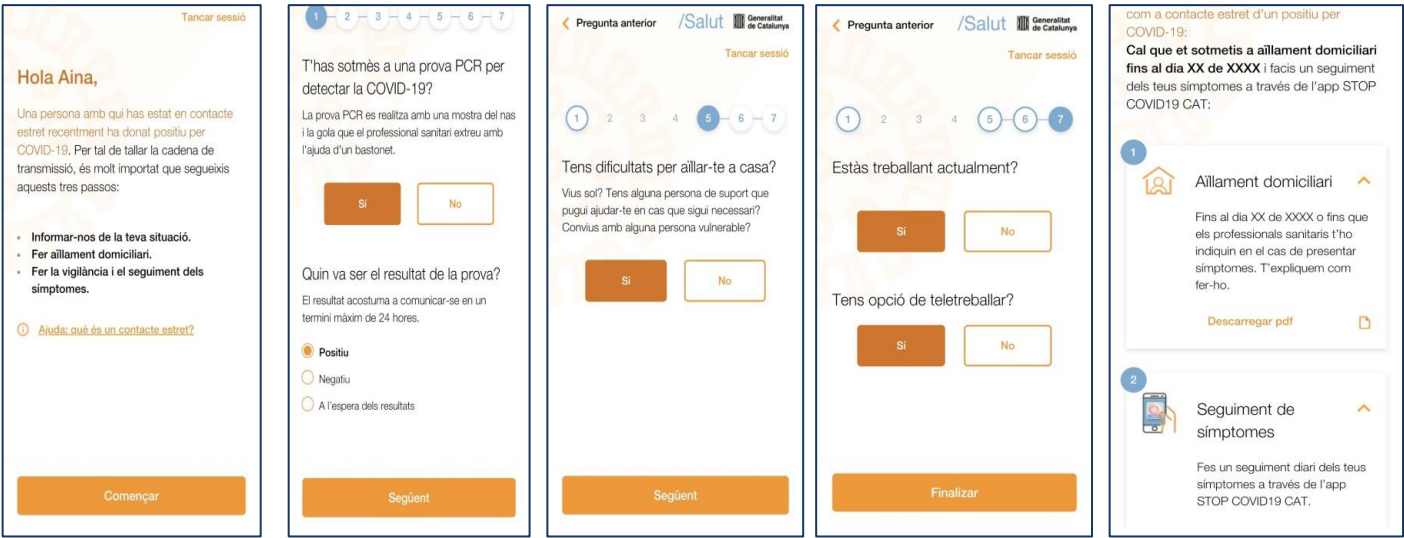 Tancar sessió
Hola Aina,
Una persona amb qui has estat en contacte
estret recentment ha donat positiu per
COVID-19. Per tal de tallar la cadena de
transmissió, és molt important que segueixis
aquests tres passos:
Informar-nos de la teva situació.
Fer aïllament domiciliari.
Fer la vigilància i el seguiment dels
símptomes.
Ajuda: què és un contacte estret?
Començar
1 2 3 4 5 6 7
T'has sotmès a una prova PCR per
detectar la COVID-19?
La prova PCR es realitza amb una mostra del nas
i la gola que el professional sanitari extreu amb
l'ajuda d'un bastonet.
Sí No
Quin va ser el resultat de la prova?
El resultat acostuma a comunicar-se en un
termini màxim de 24 hores.
Positiu
Negatiu
A l'espera dels resultats
Següent
Pregunta anterior /Salut Generalitat
de Catalunya
Tancar sessió
1 2 3 4 5 6 7
Tens dificultats per aïllar-te a casa?
Vius sol? Tens alguna persona de suport que
pugui ajudar-te en cas que sigui necessari?
Convius amb alguna persona vulnerable?
Sí No
Següent
Pregunta anterior /Salut Generalitat
de Catalunya
Tancar sessió
1 2 3 4 5 6 7
Estàs treballant actualment?
Sí No
Tens opció de teletreballar?
Sí No
Finalizar
com a contacte estret d'un positiu per
COVID-19:
Cal que et sotmetis a aïllament domiciliari
fins al dia XX de XXXX i facis un seguiment
dels teus símptomes a través de l'app STOP
COVID19 CAT:
1
Aïllament domiciliari
Fins al dia XX de XXXX o fins que
els professionals sanitaris t'ho
indiquin en el cas de presentar
símptomes. T'expliquem com
fer-ho.
Descarregar pdf
2
Seguiment de
símptomes
Fes un seguiment diari dels teus
símptomes a través de l'app
STOP COVID19 CAT.